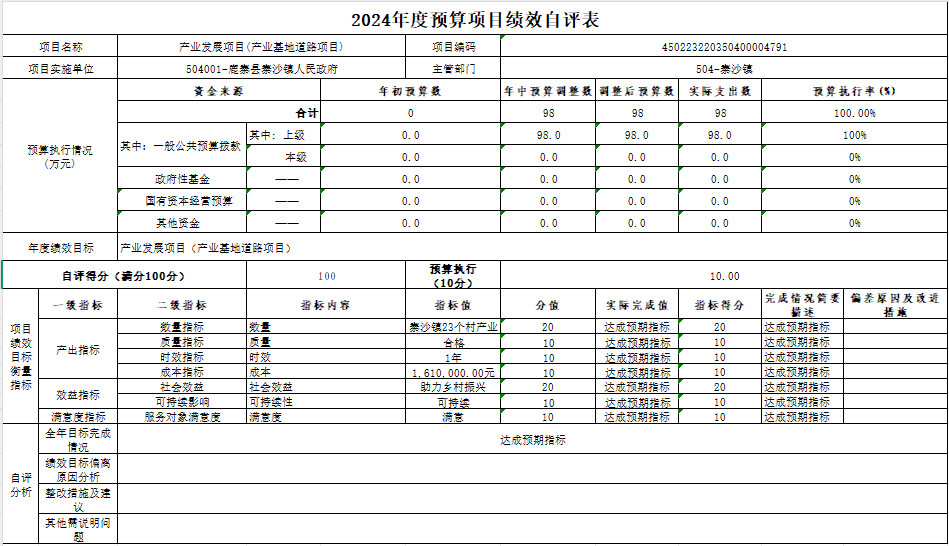 2024年度预算项目绩效自评表
项目名称 产业发展项目(产业基地道路项目) 项目编码 450223220350400004791
项目实施单位 504001-鹿寨县寨沙镇人民政府 主管部门 504-寨沙镇
预算执行情况(万元) 资金来源 年初预算数 年中预算调整数 调整后预算数 实际支出数 预算执行率(%)
合计 0 98 98 98 100.00%
其中：一般公共预算拨款 其中: 上级 0.0 98.0 98.0 98.0 100%
本级 0.0 0.0 0.0 0.0 0%
政府性基金 —— 0.0 0.0 0.0 0.0 0%
国有资本经营预算 —— 0.0 0.0 0.0 0.0 0%
其他资金 —— 0.0 0.0 0.0 0.0 0%
年度绩效目标 产业发展项目（产业基地道路项目）
自评得分（满分100分） 100 预算执行（10分） 10.00
项目绩效目标衡量指标 一级指标 二级指标 指标内容 指标值 分值 实际完成值 指标得分 完成情况简要描述 偏差原因及改进措施
产出指标 数量指标 数量 寨沙镇23个村产业 20 达成预期指标 20 达成预期指标
质量指标 质量 合格 10 达成预期指标 10 达成预期指标
时效指标 时效 1年 10 达成预期指标 10 达成预期指标
成本指标 成本 1,610,000.00元 10 达成预期指标 10 达成预期指标
效益指标 社会效益 社会效益 助力乡村振兴 20 达成预期指标 20 达成预期指标
可持续影响 可持续性 可持续 10 达成预期指标 10 达成预期指标
满意度指标 服务对象满意度 满意度 满意 10 达成预期指标 10 达成预期指标
自评分析 全年目标完成情况 达成预期指标
绩效目标偏离原因分析
整改措施及建议
其他需说明问题